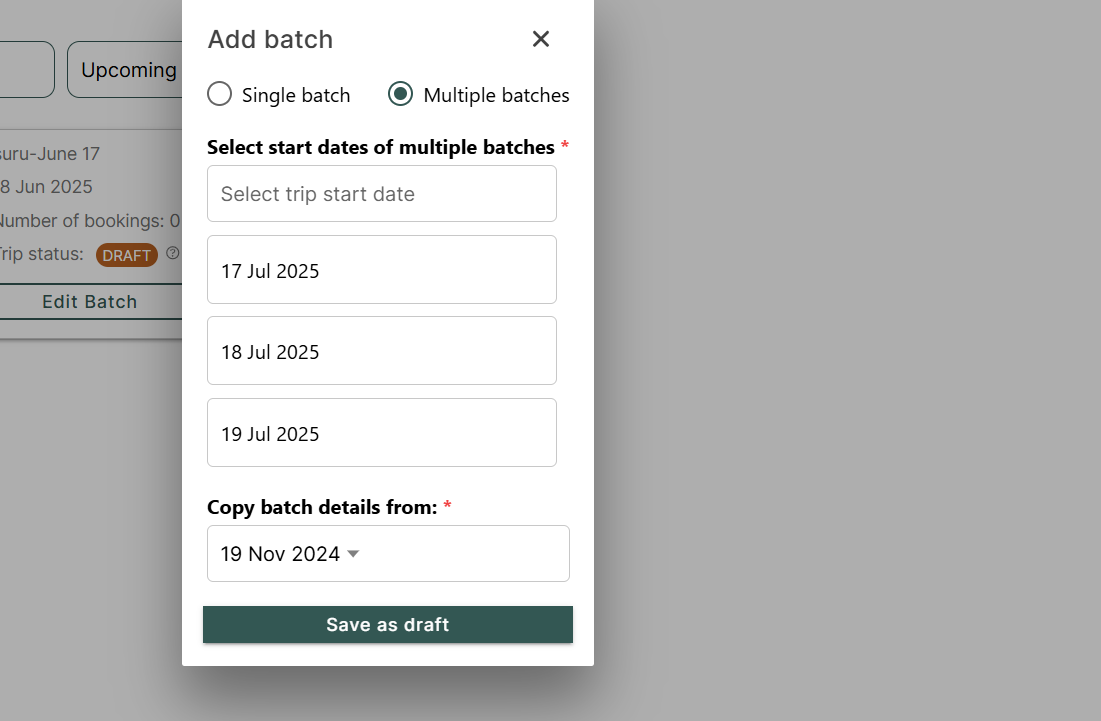 Add batch
Single batch
Multiple batches
Upcoming
Select start dates of multiple batches *
suru-June 17
8 Jun 2025
Select trip start date
Number of bookings: 0
Trip status: DRAFT
17 Jul 2025
Edit Batch
18 Jul 2025
19 Jul 2025
Copy batch details from: *
19 Nov 2024
Save as draft